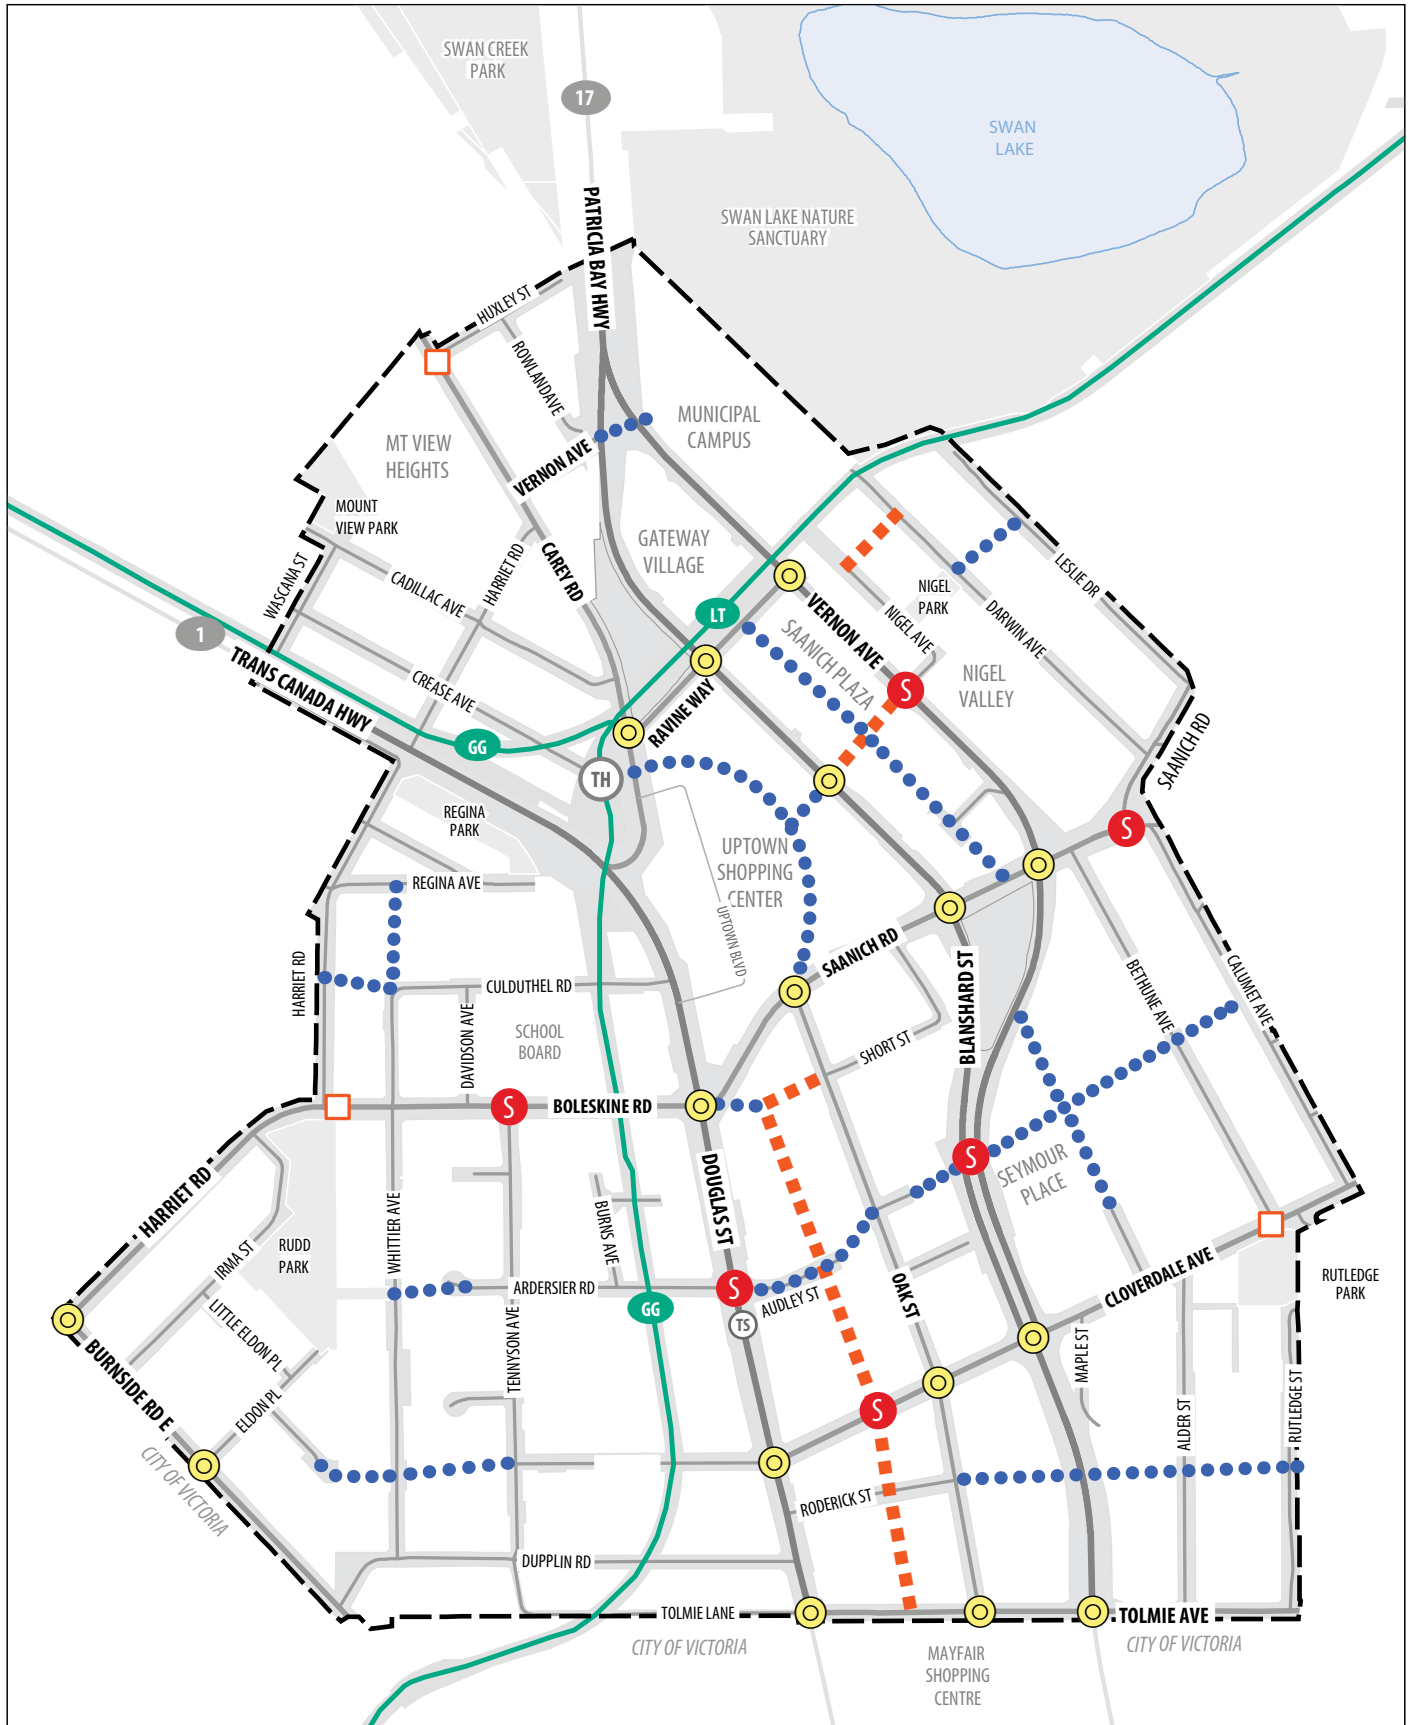 SWAN CREEK
PARK
17
SWAN
LAKE
PATRICIA BAY HWY
SWAN LAKE NATURE
SANCTUARY
HUXLEY ST
ROWLANDAVE
MUNICIPAL
CAMPUS
MT VIEW
HEIGHTS
VERNON AVE
MOUNT
VIEW PARK
GATEWAY
VILLAGE
HARRIET RD
CAREY RD
WASCANA ST
CADILLAC AVE
LESLIE DR
NIGEL
PARK
DARWIN AVE
NIGEL AVE
VERNON AVE
LT
SAANICH PLAZA
1
TRANS CANADA HWY
CREASE AVE
NIGEL
VALLEY
S
RAVINE WAY
GG
SAANICH RD
TH
REGINA
PARK
S
UPTOWN
SHOPPING
CENTER
REGINA AVE
UPTOWN BLVD
SAANICH RD
HARRIET RD
BLANSHARD ST
BETHUNE AVE
CALUMET AVE
CULDUTHEL RD
DAVIDSON AVE
SCHOOL
BOARD
SHORT ST
S
BOLESKINE RD
S
SEYMOUR
PLACE
HARRIET RD
DOUGLAS ST
WHITTIER AVE
BURNS AVE
IRMA ST
RUDD
PARK
ARDERSIER RD
S
AUDLEY ST
OAK ST
CLOVERDALE AVE
RUTLEDGE
PARK
GG
TS
LITTLE ELDON PL
TENNYSON AVE
BURNSIDE RD E
MAPLE ST
ELDON PL
S
ALDER ST
RUTLEDGE ST
CITY OF VICTORIA
RODERICK ST
DUPPLIN RD
TOLMIE LANE
TOLMIE AVE
CITY OF VICTORIA
CITY OF VICTORIA
MAYFAIR
SHOPPING
CENTRE